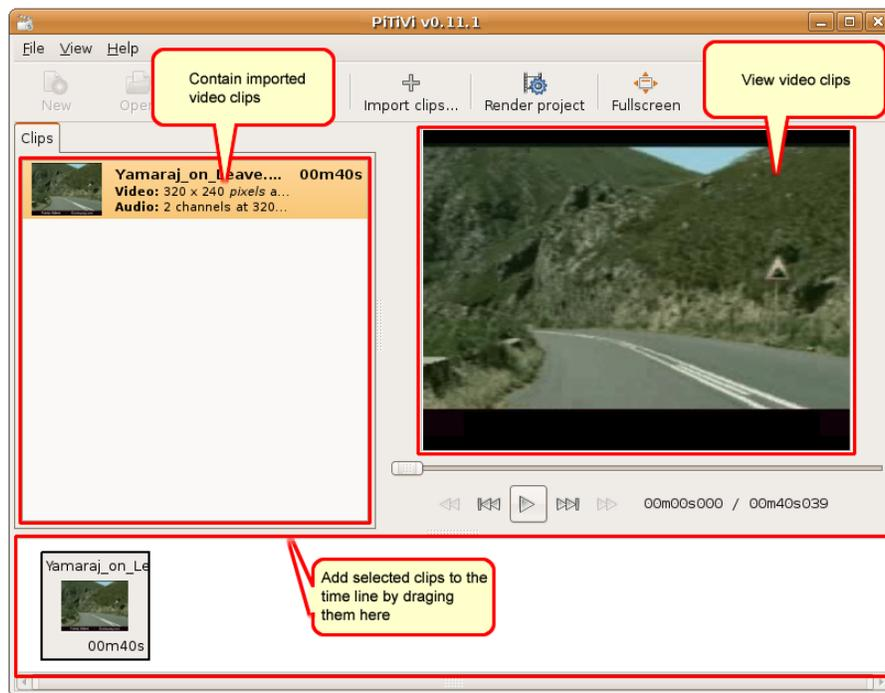 PiTiVi v0.11.1
File View Help
Contain imported
video clips
View video clips
New
Open
Import clips...
Render project
Fullscreen
Clips
Yamaraj_on_Leave.... 00m40s
Video: 320 x 240 pixels a...
Audio: 2 channels at 320...
00m00s000 / 00m40s039
Yamaraj_on_Le
00m40s
Add selected clips to the
time line by draging
them here